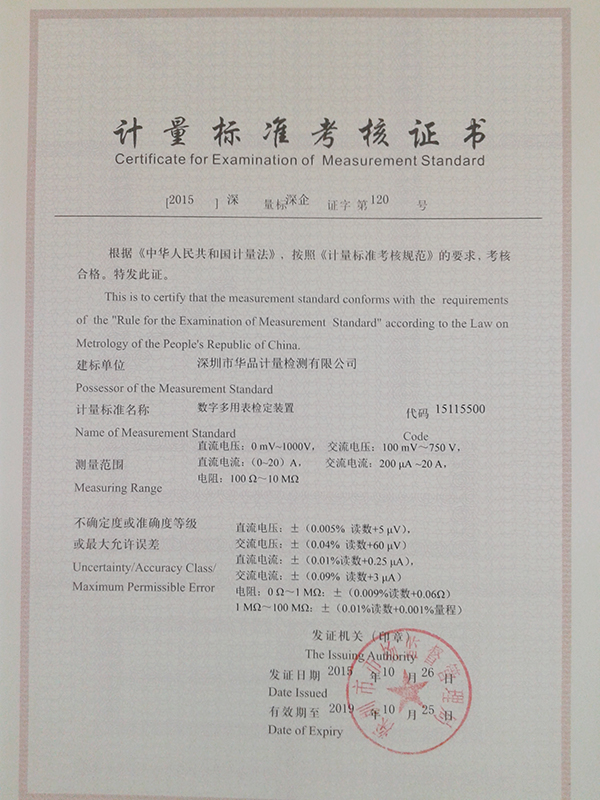 计量标准考核证书
Certificate for Examination of Measurement Standard
[2015 ] 深 量标深企 证字 第120 号
根据《中华人民共和国计量法》，按照《计量标准考核规范》的要求，考核
合格。特发此证。
This is to certify that the measurement standard conforms with the requirements
of the "Rule for the Examination of Measurement Standard" according to the Law on
Metrology of the People's Republic of China.
建标单位 深圳市华品计量检测有限公司
Possessor of the Measurement Standard
计量标准名称 数字多用表检定装置 代码 15115500
Name of Measurement Standard Code
直流电压：0 mV~1000V， 交流电压：100 mV～750 V，
测量范围 直流电流：(0~20) A， 交流电流：200 μA ~20 A，
Measuring Range 电阻：100 Ω～10 MΩ
不确定度或准确度等级 直流电压：±（0.005% 读数+5 μV），
或最大允许误差 交流电压：±（0.04% 读数+60 μV）
直流电流：±（0.01%读数+0.25 μA），
Uncertainty/Accuracy Class/ 交流电流：±（0.09% 读数+3 μA）
Maximum Permissible Error 电阻：0 Ω～1 MΩ：±（0.009%读数+0.06Ω）
1 MΩ～100 MΩ：±（0.01%读数+0.001%量程）
发证机关（印章）
The Issuing Authority
深圳市市场监督管理局
发证日期 2015 年 10 月 26 日
Date Issued
有效期至 2019 年 10 月 25 日
Date of Expiry